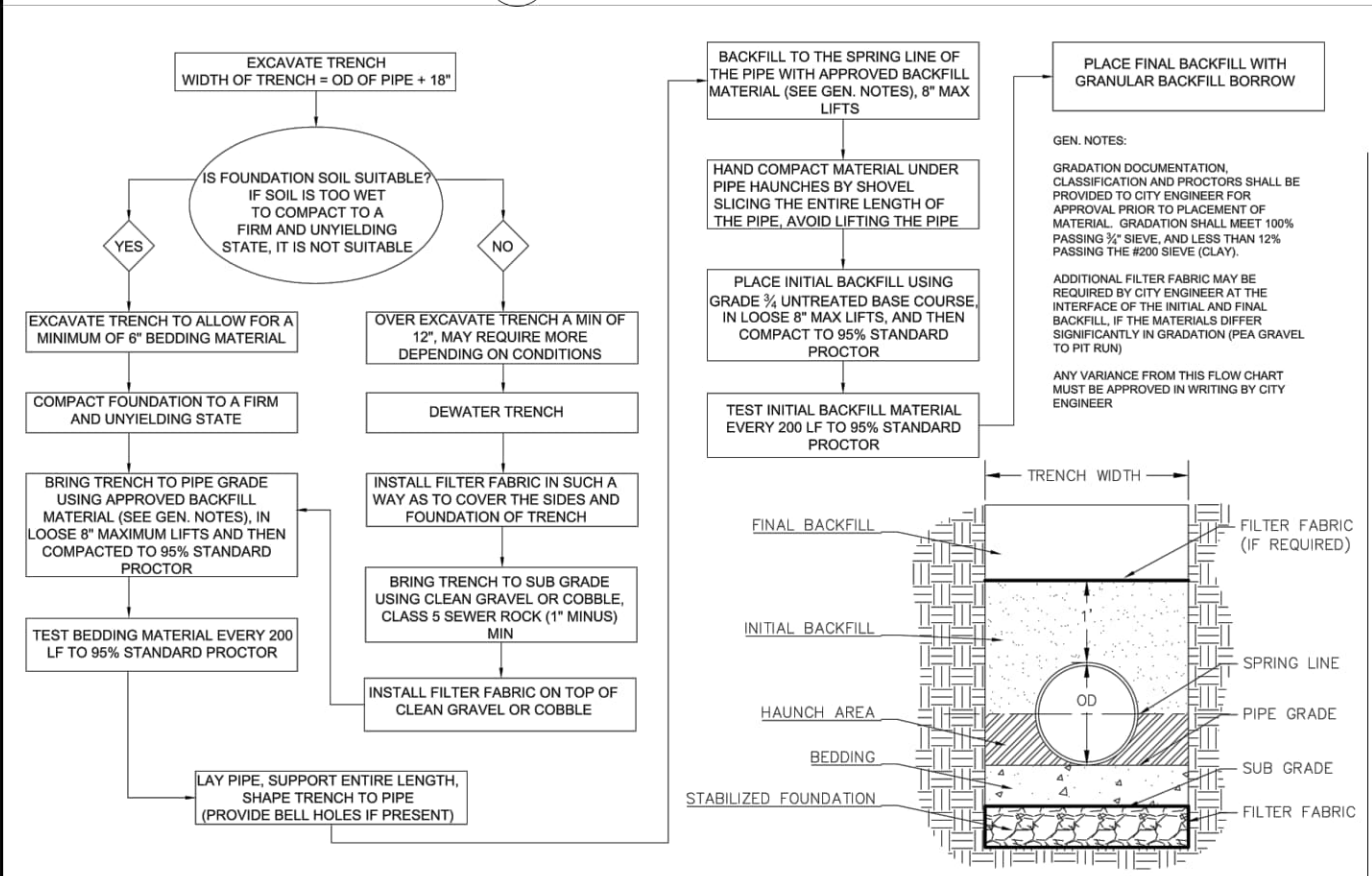 EXCAVATE TRENCH
WIDTH OF TRENCH = OD OF PIPE + 18"
IS FOUNDATION SOIL SUITABLE?
IF SOIL IS TOO WET
TO COMPACT TO A
FIRM AND UNYIELDING
STATE, IT IS NOT SUITABLE
YES
NO
EXCAVATE TRENCH TO ALLOW FOR A
MINIMUM OF 6" BEDDING MATERIAL
COMPACT FOUNDATION TO A FIRM
AND UNYIELDING STATE
BRING TRENCH TO PIPE GRADE
USING APPROVED BACKFILL
MATERIAL (SEE GEN. NOTES), IN
LOOSE 8" MAXIMUM LIFTS AND THEN
COMPACTED TO 95% STANDARD
PROCTOR
TEST BEDDING MATERIAL EVERY 200
LF TO 95% STANDARD PROCTOR
OVER EXCAVATE TRENCH A MIN OF
12", MAY REQUIRE MORE
DEPENDING ON CONDITIONS
DEWATER TRENCH
INSTALL FILTER FABRIC IN SUCH A
WAY AS TO COVER THE SIDES AND
FOUNDATION OF TRENCH
BRING TRENCH TO SUB GRADE
USING CLEAN GRAVEL OR COBBLE,
CLASS 5 SEWER ROCK (1" MINUS)
MIN
INSTALL FILTER FABRIC ON TOP OF
CLEAN GRAVEL OR COBBLE
LAY PIPE, SUPPORT ENTIRE LENGTH,
SHAPE TRENCH TO PIPE
(PROVIDE BELL HOLES IF PRESENT)
BACKFILL TO THE SPRING LINE OF
THE PIPE WITH APPROVED BACKFILL
MATERIAL (SEE GEN. NOTES), 8" MAX
LIFTS
HAND COMPACT MATERIAL UNDER
PIPE HAUNCHES BY SHOVEL
SLICING THE ENTIRE LENGTH OF
THE PIPE, AVOID LIFTING THE PIPE
PLACE INITIAL BACKFILL USING
GRADE ¾ UNTREATED BASE COURSE,
IN LOOSE 8" MAX LIFTS, AND THEN
COMPACT TO 95% STANDARD
PROCTOR
TEST INITIAL BACKFILL MATERIAL
EVERY 200 LF TO 95% STANDARD
PROCTOR
PLACE FINAL BACKFILL WITH
GRANULAR BACKFILL BORROW
GEN. NOTES:
GRADATION DOCUMENTATION,
CLASSIFICATION AND PROCTORS SHALL BE
PROVIDED TO CITY ENGINEER FOR
APPROVAL PRIOR TO PLACEMENT OF
MATERIAL. GRADATION SHALL MEET 100%
PASSING ¾" SIEVE, AND LESS THAN 12%
PASSING THE #200 SIEVE (CLAY).
ADDITIONAL FILTER FABRIC MAY BE
REQUIRED BY CITY ENGINEER AT THE
INTERFACE OF THE INITIAL AND FINAL
BACKFILL, IF THE MATERIALS DIFFER
SIGNIFICANTLY IN GRADATION (PEA GRAVEL
TO PIT RUN)
ANY VARIANCE FROM THIS FLOW CHART
MUST BE APPROVED IN WRITING BY CITY
ENGINEER
TRENCH WIDTH
FINAL BACKFILL
FILTER FABRIC
(IF REQUIRED)
1'
INITIAL BACKFILL
SPRING LINE
OD
HAUNCH AREA
PIPE GRADE
BEDDING
SUB GRADE
STABILIZED FOUNDATION
FILTER FABRIC